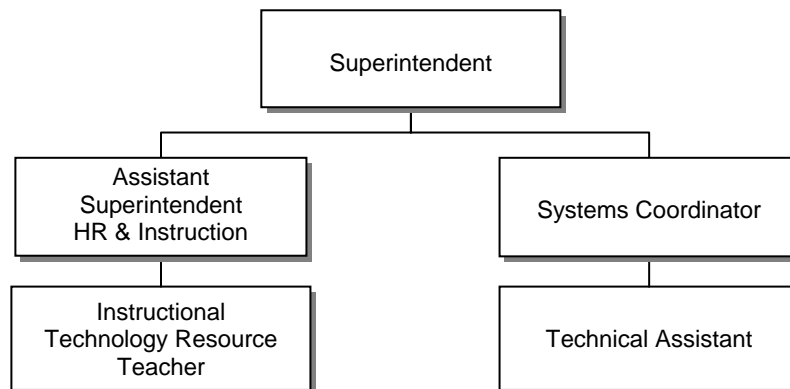 Superintendent
Assistant
Superintendent
HR & Instruction
Systems Coordinator
Instructional
Technology Resource
Teacher
Technical Assistant